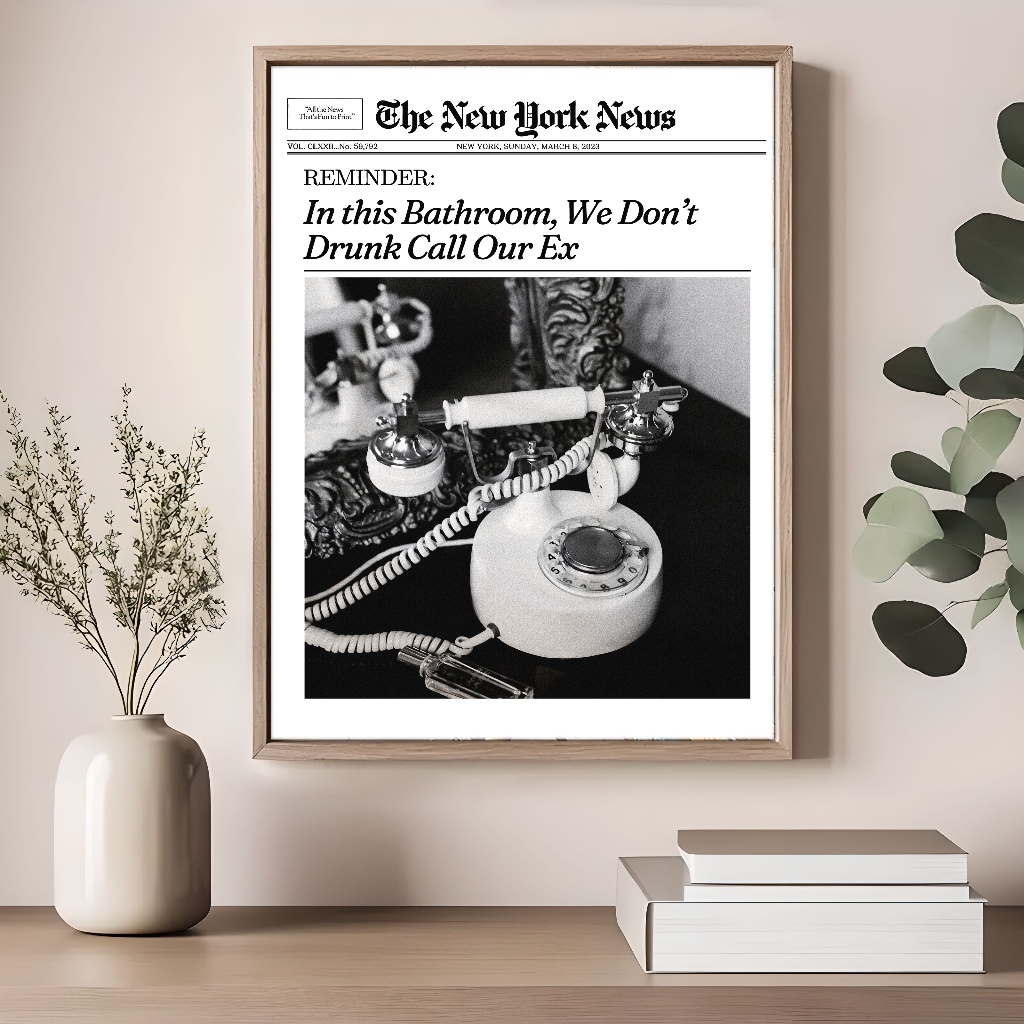 "All the News
That's Fun to Print"
The New York News
VOL. CLXXII...No. 59,792
NEW YORK, SUNDAY, MARCH 8, 2023
REMINDER:
In this Bathroom, We Don't
Drunk Call Our Ex